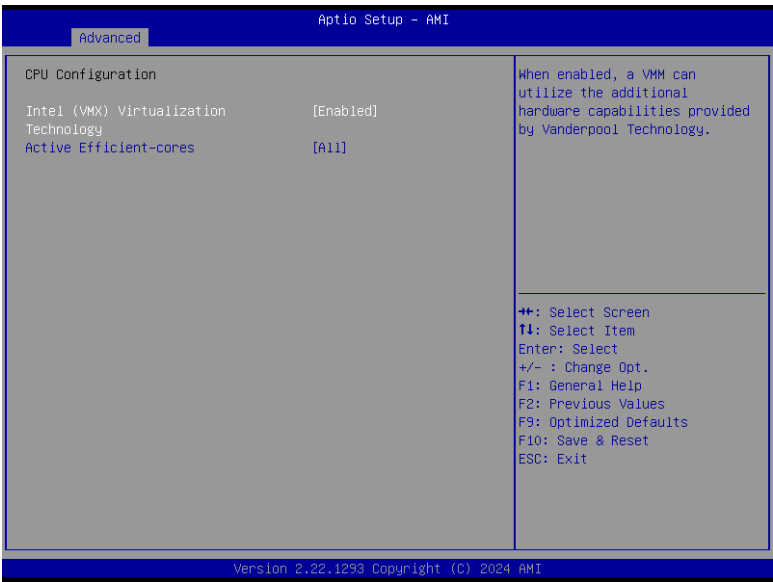 Aptio Setup - AMI
Advanced
CPU Configuration
Intel (VMX) Virtualization [Enabled]
Technology
Active Efficient-cores [All]
When enabled, a VMM can
utilize the additional
hardware capabilities provided
by Vanderpool Technology.
→←: Select Screen
↑↓: Select Item
Enter: Select
+/- : Change Opt.
F1: General Help
F2: Previous Values
F9: Optimized Defaults
F10: Save & Reset
ESC: Exit
Version 2.22.1293 Copyright (C) 2024 AMI